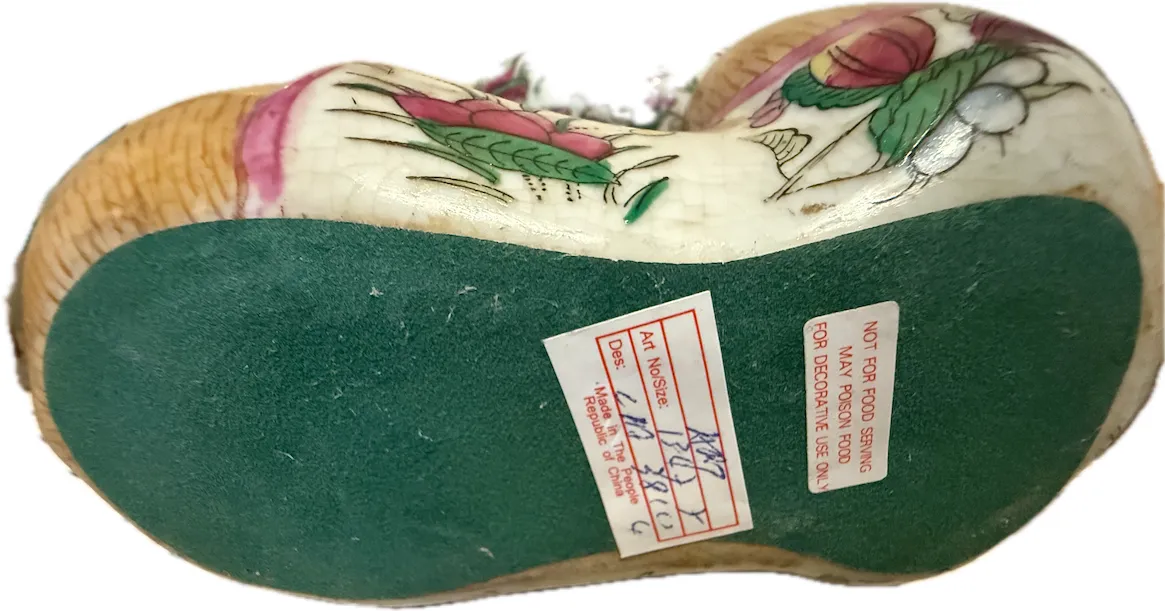 Art No/Size:
Des:
Made in The People
Republic of China
NOT FOR FOOD SERVING
MAY POISON FOOD
FOR DECORATIVE USE ONLY